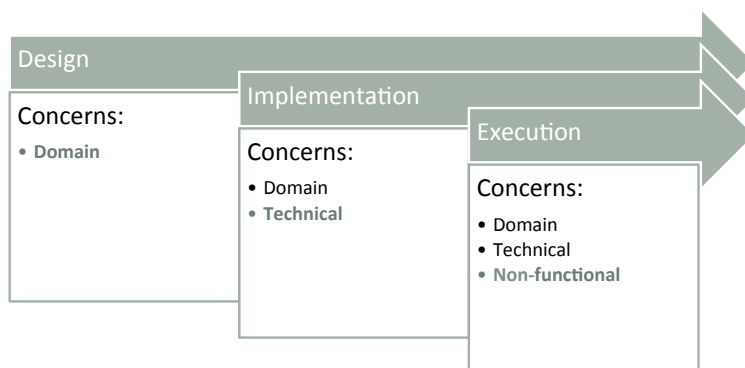 Design
Concerns:
• Domain
Implementation
Concerns:
• Domain
• Technical
Execution
Concerns:
• Domain
• Technical
• Non-functional